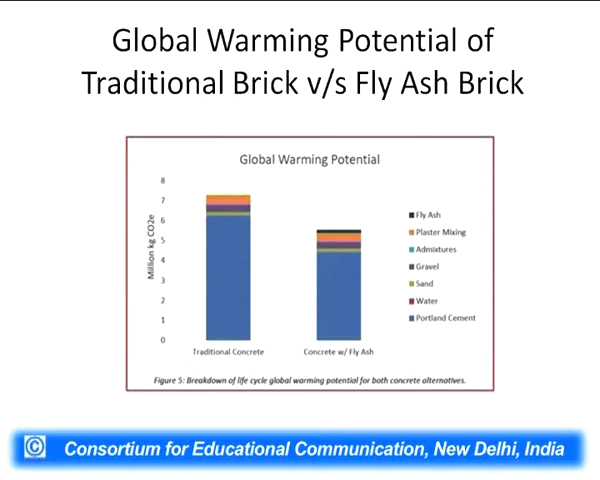 Global Warming Potential of
Traditional Brick v/s Fly Ash Brick
Global Warming Potential
8
7
6
5
4
3
2
1
0
Million kg CO2e
Traditional Concrete
Concrete w/ Fly Ash
Fly Ash
Plaster Mixing
Admixtures
Gravel
Sand
Water
Portland Cement
Figure 5: Breakdown of life cycle global warming potential for both concrete alternatives.
© Consortium for Educational Communication, New Delhi, India